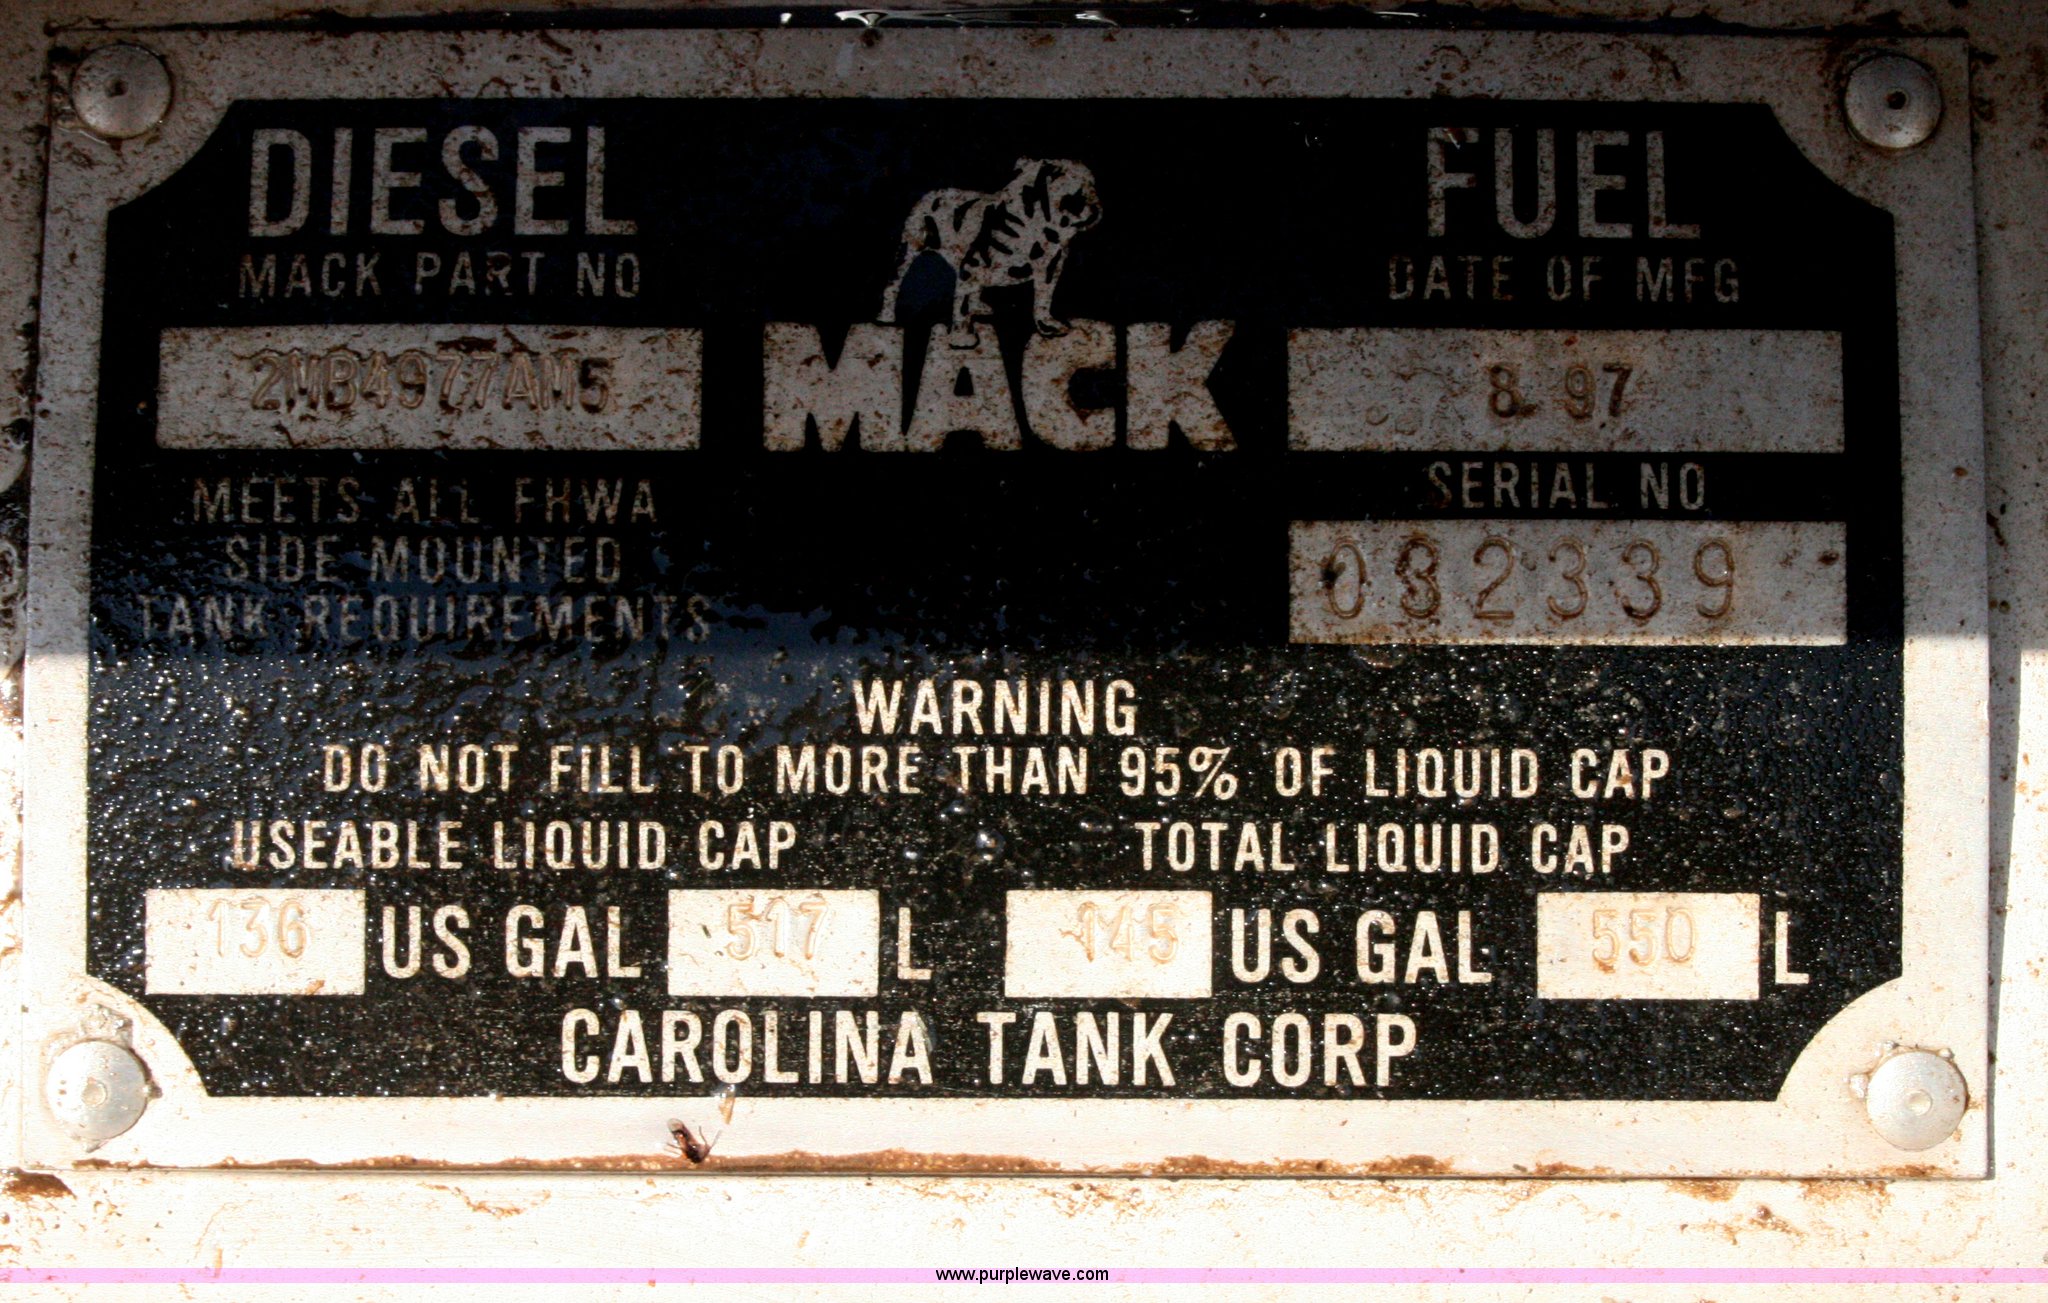 DIESEL FUEL
MACK PART NO
2MB4977AM5
MACK
DATE OF MFG
8 97
SERIAL NO
032339
MEETS ALL FHWA
SIDE MOUNTED
TANK REQUIREMENTS
WARNING
DO NOT FILL TO MORE THAN 95% OF LIQUID CAP
USEABLE LIQUID CAP TOTAL LIQUID CAP
136 US GAL 517 L 145 US GAL 550 L
CAROLINA TANK CORP
www.purplewave.com